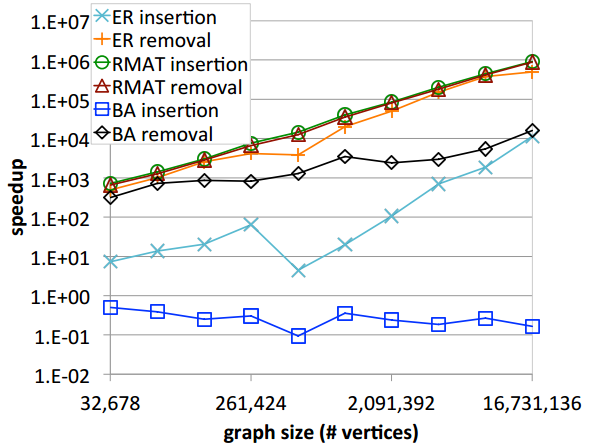 1.E+07
1.E+06
1.E+05
1.E+04
1.E+03
1.E+02
1.E+01
1.E+00
1.E-01
1.E-02
speedup
ER insertion
ER removal
RMAT insertion
RMAT removal
BA insertion
BA removal
32,678
261,424
2,091,392
16,731,136
graph size (# vertices)